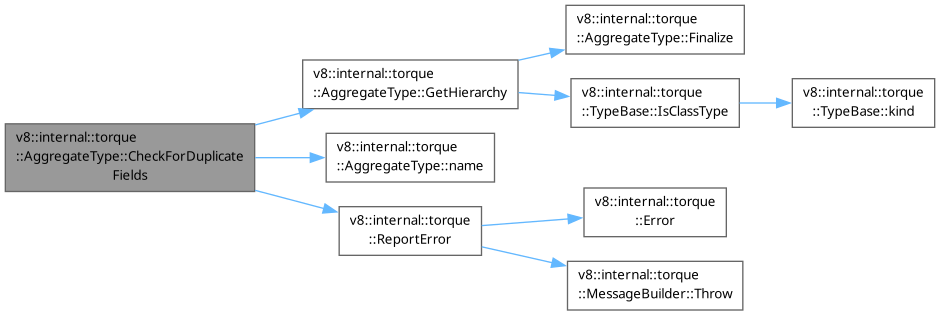 v8::internal::torque
::AggregateType::Finalize
v8::internal::torque
::AggregateType::GetHierarchy
v8::internal::torque
::TypeBase::IsClassType
v8::internal::torque
::TypeBase::kind
v8::internal::torque
::AggregateType::CheckForDuplicate
Fields
v8::internal::torque
::AggregateType::name
v8::internal::torque
::ReportError
v8::internal::torque
::Error
v8::internal::torque
::MessageBuilder::Throw